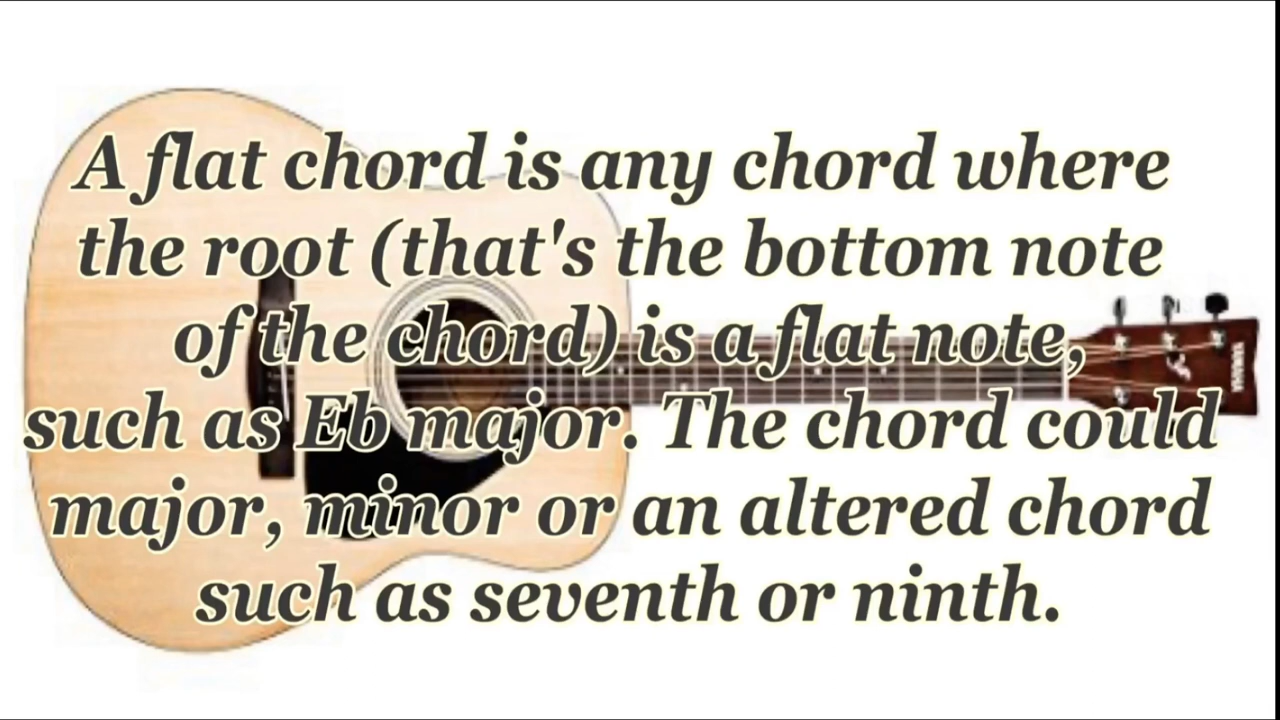 A flat chord is any chord where
the root (that's the bottom note
of the chord) is a flat note,
such as Eb major. The chord could
major, minor or an altered chord
such as seventh or ninth.
YAMAHA